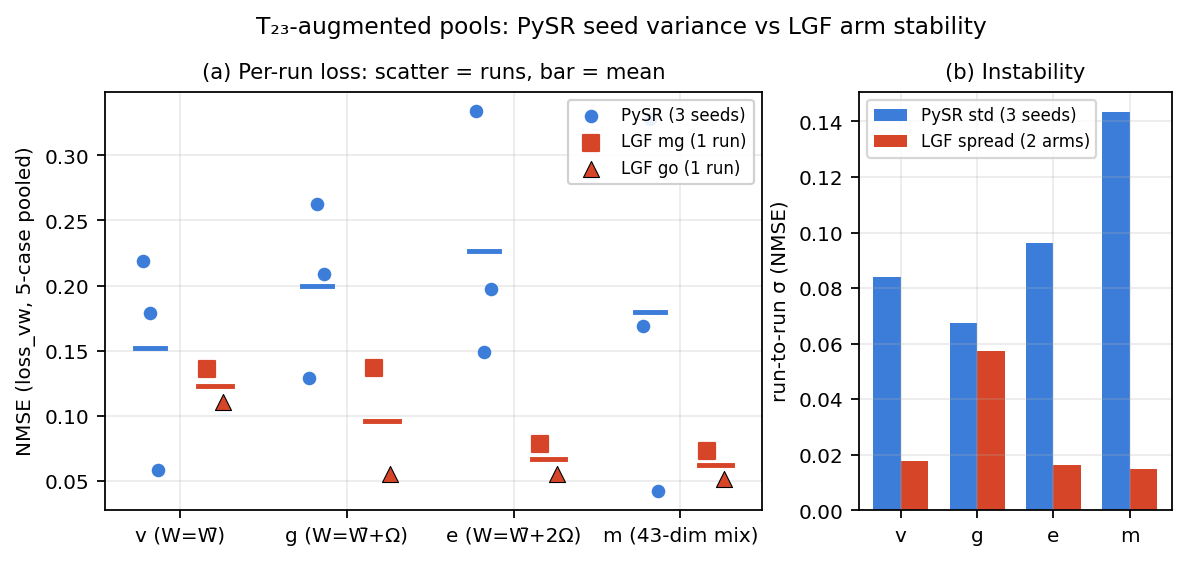 T₂₃-augmented pools: PySR seed variance vs LGF arm stability
(a) Per-run loss: scatter = runs, bar = mean
NMSE (loss_vw, 5-case pooled)
0.30
0.25
0.20
0.15
0.10
0.05
PySR (3 seeds)
LGF mg (1 run)
LGF go (1 run)
v (W=W̃)
g (W=W̃+Ω)
e (W=W̃+2Ω)
m (43-dim mix)
(b) Instability
run-to-run σ (NMSE)
0.14
0.12
0.10
0.08
0.06
0.04
0.02
0.00
PySR std (3 seeds)
LGF spread (2 arms)
v
g
e
m